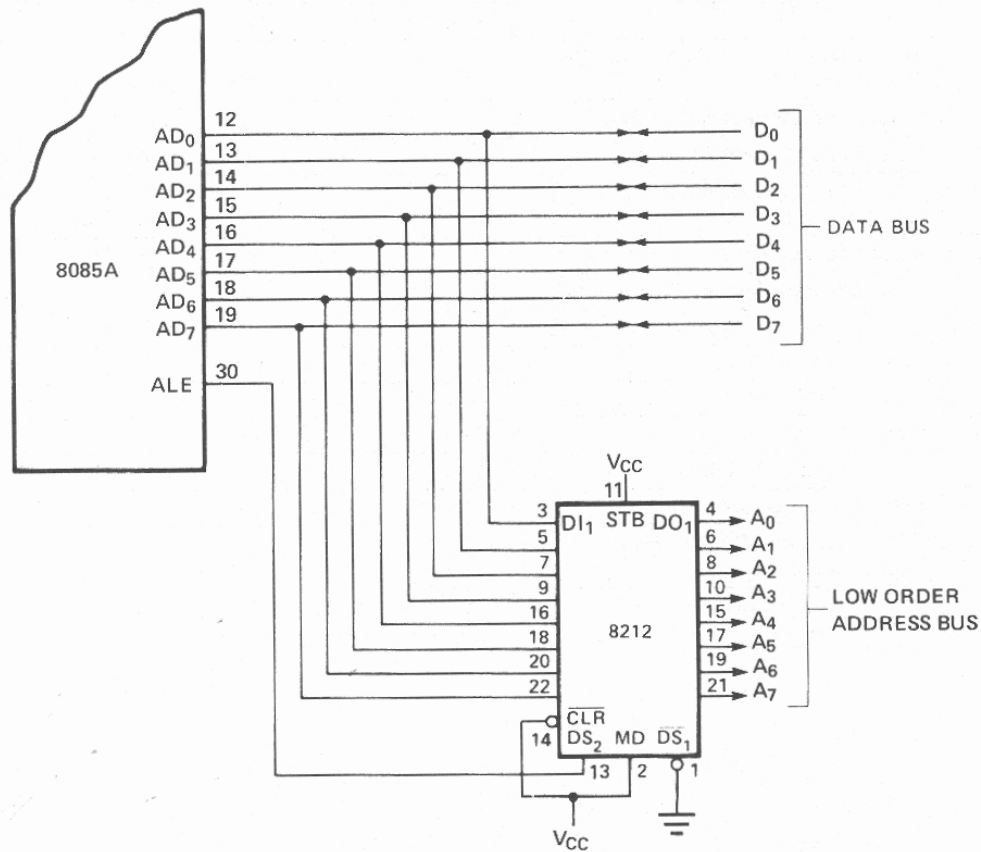 8085A
AD0 12 D0
AD1 13 D1
AD2 14 D2
AD3 15 D3
AD4 16 D4
AD5 17 D5
AD6 18 D6
AD7 19 D7
DATA BUS
ALE 30
VCC
11
3 DI1 STB DO1 4 A0
5 6 A1
7 8 A2
9 10 A3
16 15 A4
18 17 A5
20 19 A6
22 21 A7
8212
LOW ORDER
ADDRESS BUS
14 CLR
DS2 MD DS1
13 2 1
VCC